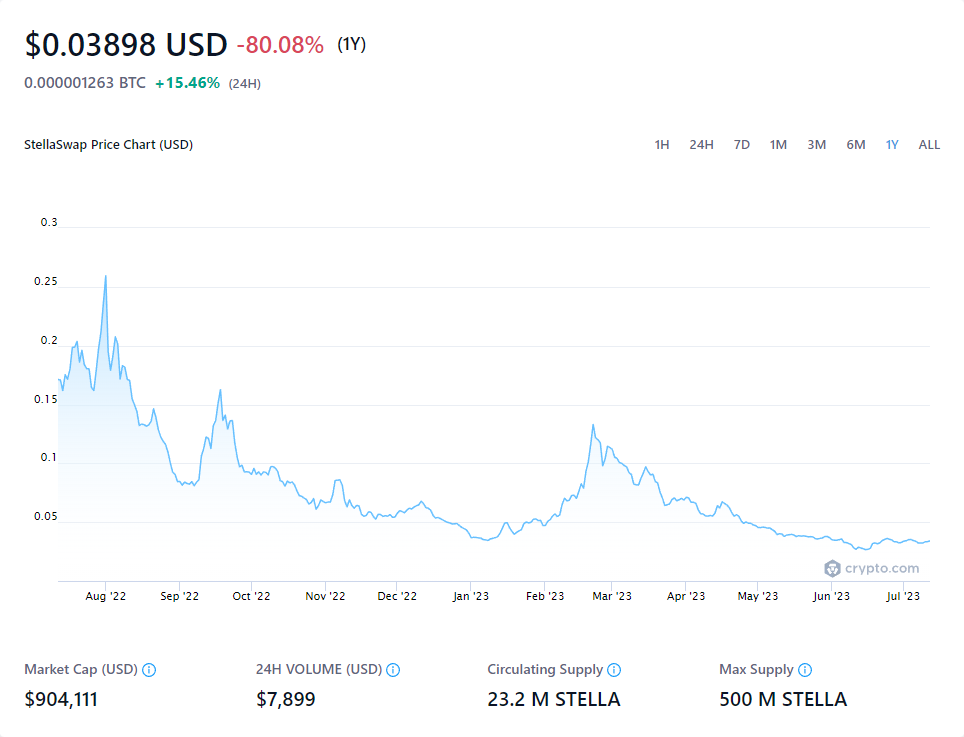 $0.03898 USD -80.08% (1Y)
0.000001263 BTC +15.46% (24H)
StellaSwap Price Chart (USD) 1H 24H 7D 1M 3M 6M 1Y ALL
0.3
0.25
0.2
0.15
0.1
0.05
crypto.com
Aug '22 Sep '22 Oct '22 Nov '22 Dec '22 Jan '23 Feb '23 Mar '23 Apr '23 May '23 Jun '23 Jul '23
Market Cap (USD) 24H VOLUME (USD) Circulating Supply Max Supply
$904,111 $7,899 23.2 M STELLA 500 M STELLA